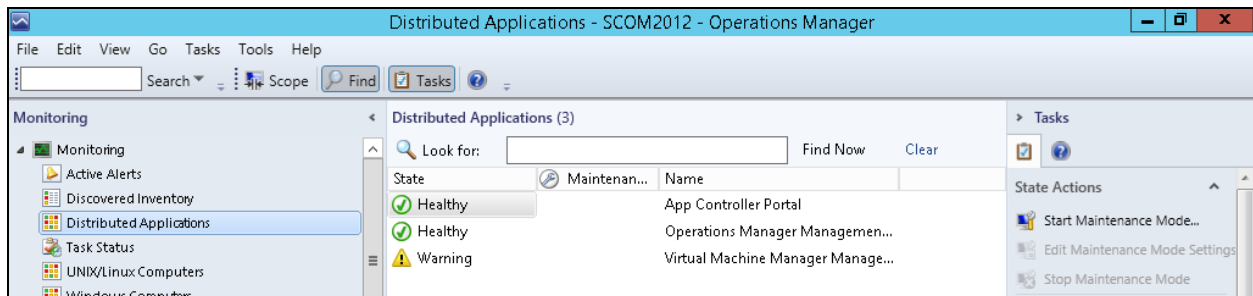 Distributed Applications - SCOM2012 - Operations Manager
File Edit View Go Tasks Tools Help
Search Scope Find Tasks
Monitoring
Monitoring
Active Alerts
Discovered Inventory
Distributed Applications
Task Status
UNIX/Linux Computers
Windows Computers
Distributed Applications (3)
Look for: Find Now Clear
State Maintenan... Name
Healthy App Controller Portal
Healthy Operations Manager Managemen...
Warning Virtual Machine Manager Manage...
Tasks
State Actions
Start Maintenance Mode...
Edit Maintenance Mode Settings
Stop Maintenance Mode